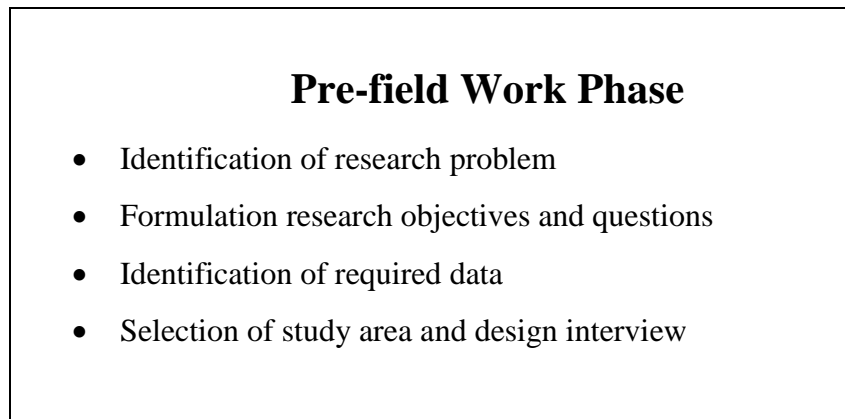 Pre-field Work Phase
• Identification of research problem
• Formulation research objectives and questions
• Identification of required data
• Selection of study area and design interview